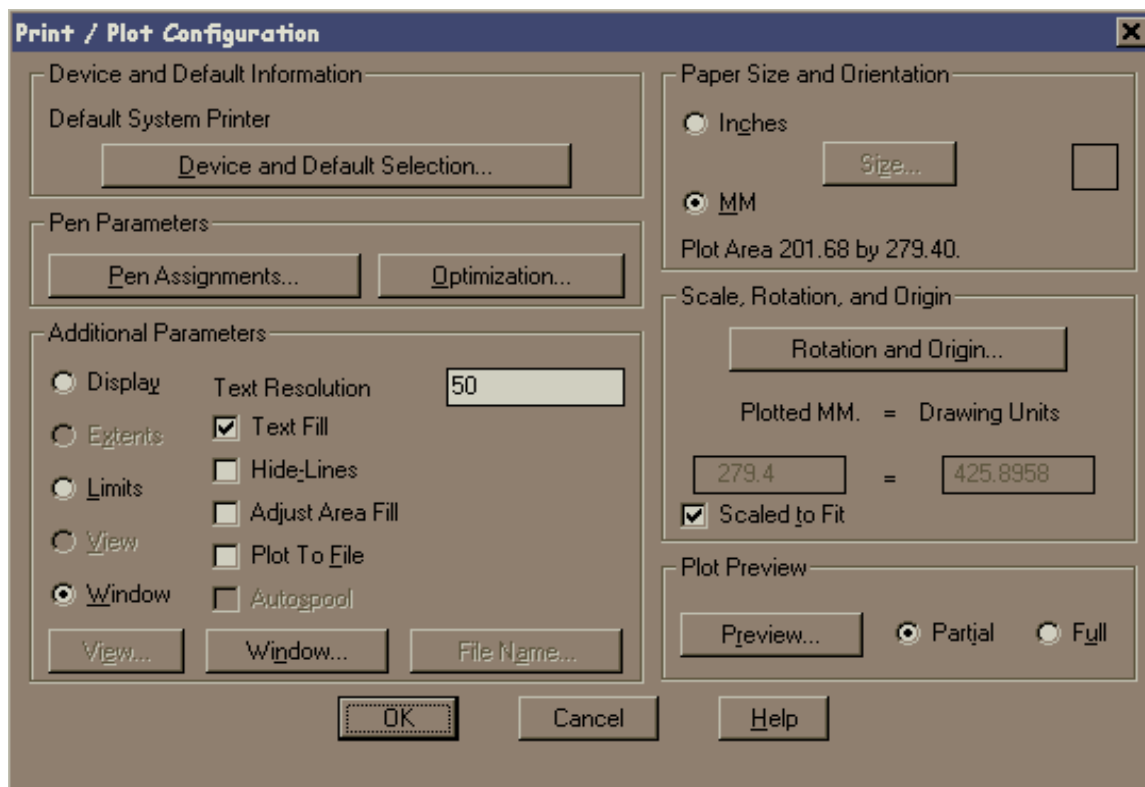 Print / Plot Configuration
Device and Default Information
Default System Printer
Device and Default Selection...
Pen Parameters
Pen Assignments...
Optimization...
Additional Parameters
Display
Extents
Limits
View
Window
Text Resolution
50
Text Fill
Hide-Lines
Adjust Area Fill
Plot To File
Autospool
View...
Window...
File Name...
Paper Size and Orientation
Inches
Size...
MM
Plot Area 201.68 by 279.40.
Scale, Rotation, and Origin
Rotation and Origin...
Plotted MM. = Drawing Units
279.4 = 425.8958
Scaled to Fit
Plot Preview
Preview...
Partial
Full
OK
Cancel
Help